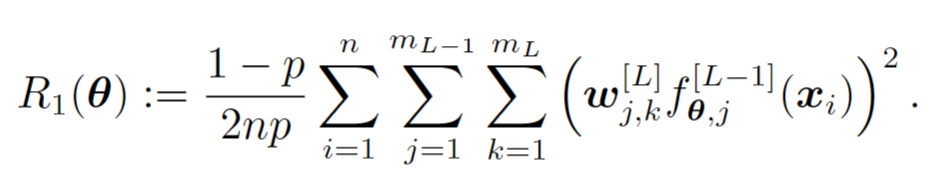 $R_1(\boldsymbol{\theta}) := \frac{1-p}{2np} \sum_{i=1}^{n} \sum_{j=1}^{m_{L-1}} \sum_{k=1}^{m_L} \left( \boldsymbol{w}_{j,k}^{[L]} f_{\boldsymbol{\theta},j}^{[L-1]}(\boldsymbol{x}_i) \right)^2 .$